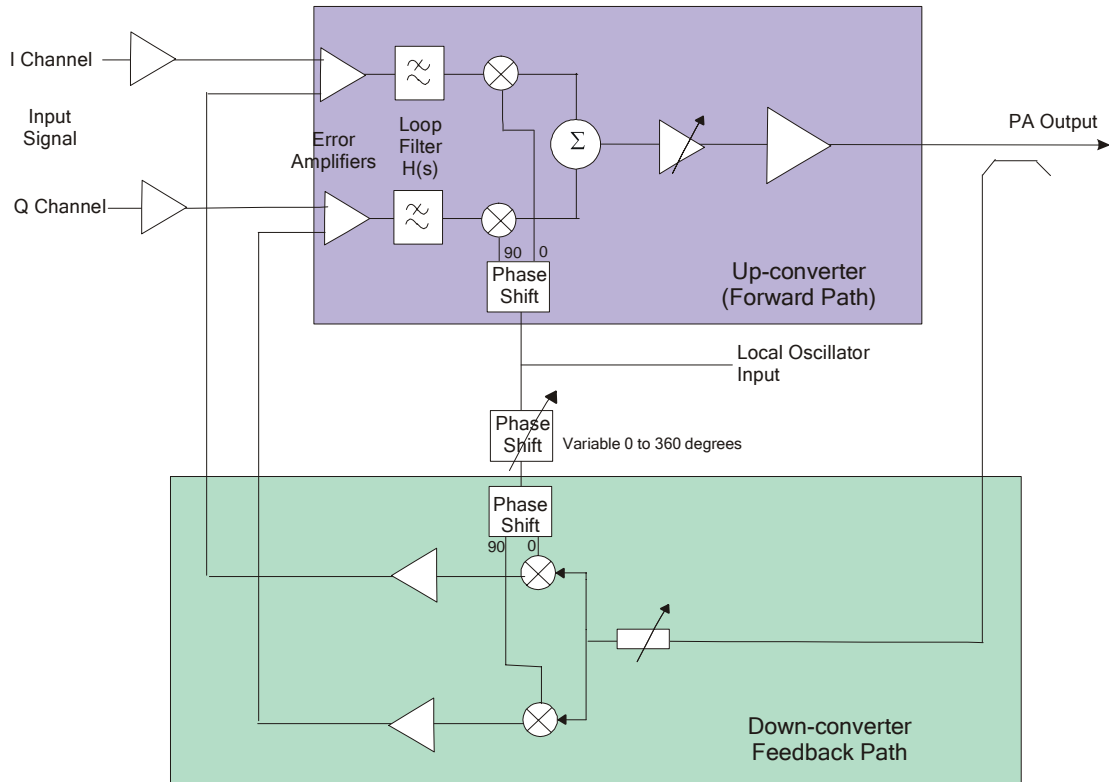 I Channel
Input
Signal
Q Channel
Error
Amplifiers
Loop
Filter
H(s)
Σ
PA Output
90 0
Phase
Shift
Up-converter
(Forward Path)
Local Oscillator
Input
Phase
Shift
Variable 0 to 360 degrees
Phase
Shift
90 0
Down-converter
Feedback Path